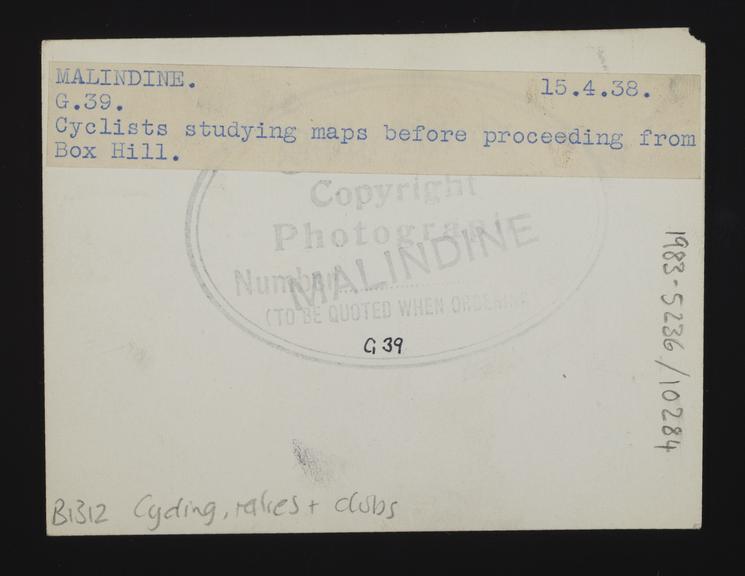 MALINDINE. 15.4.38.
G.39.
Cyclists studying maps before proceeding from
Box Hill.
Copyright
Photograph
MALINDINE
Number
(TO BE QUOTED WHEN ORDERING)
G 39
1983-5236/10284
B1312 Cycling, rallies + clubs